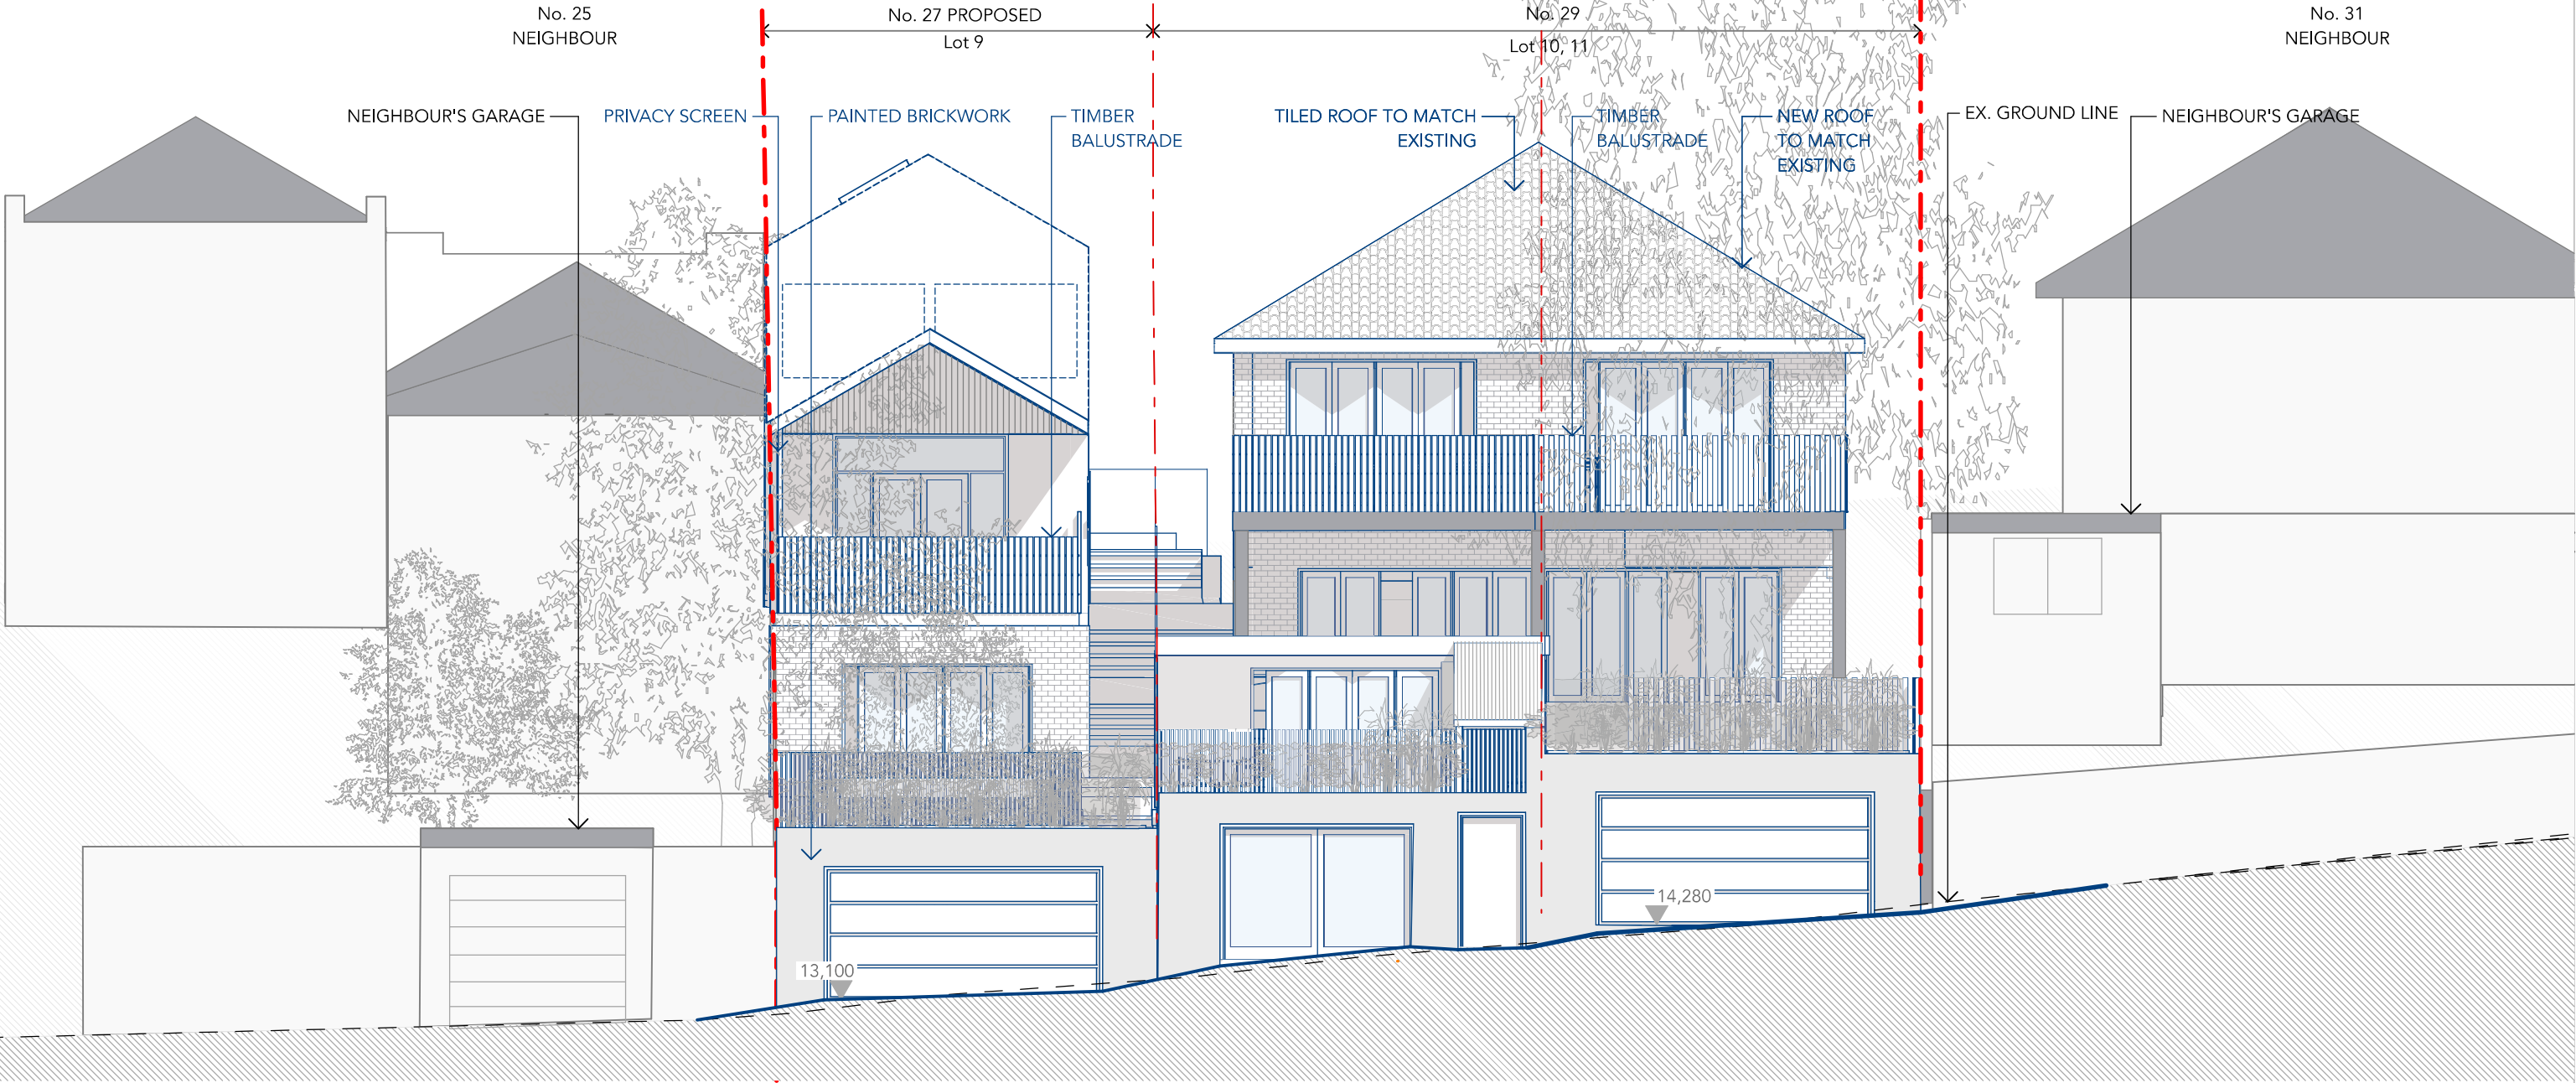 No. 25
NEIGHBOUR
No. 27 PROPOSED
Lot 9
No. 29
Lot 10, 11
No. 31
NEIGHBOUR
NEIGHBOUR'S GARAGE
PRIVACY SCREEN
PAINTED BRICKWORK
TIMBER
BALUSTRADE
TILED ROOF TO MATCH
EXISTING
TIMBER
BALUSTRADE
NEW ROOF
TO MATCH
EXISTING
EX. GROUND LINE
NEIGHBOUR'S GARAGE
14,280
13,100